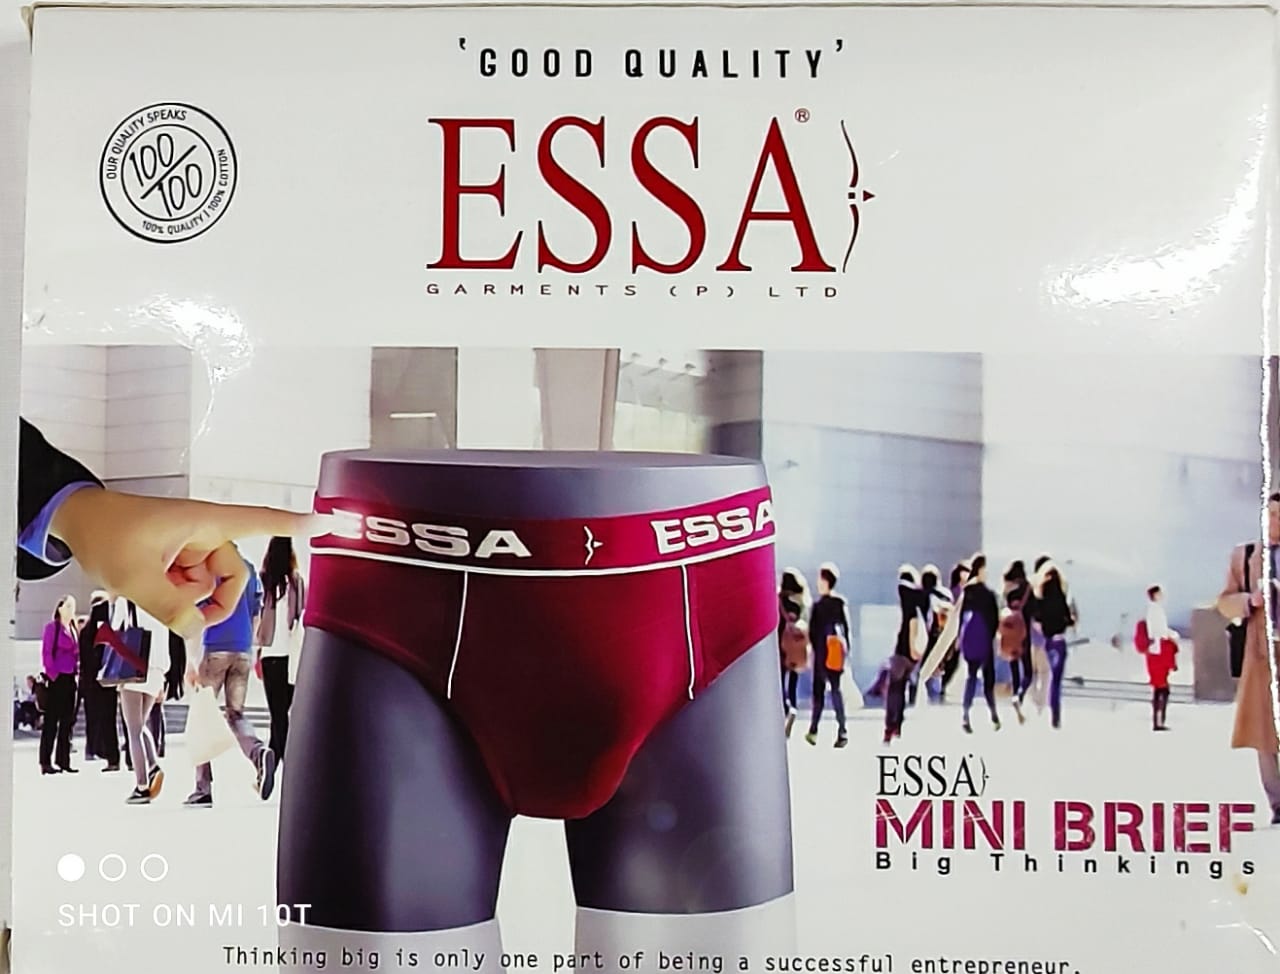 'GOOD QUALITY'
OUR QUALITY SPEAKS
100/100
100% QUALITY | 100% COTTON
ESSA®
GARMENTS (P) LTD
ESSA ESSA
ESSA
MINI BRIEF
Big Thinkings
SHOT ON MI 10T
Thinking big is only one part of being a successful entrepreneur.